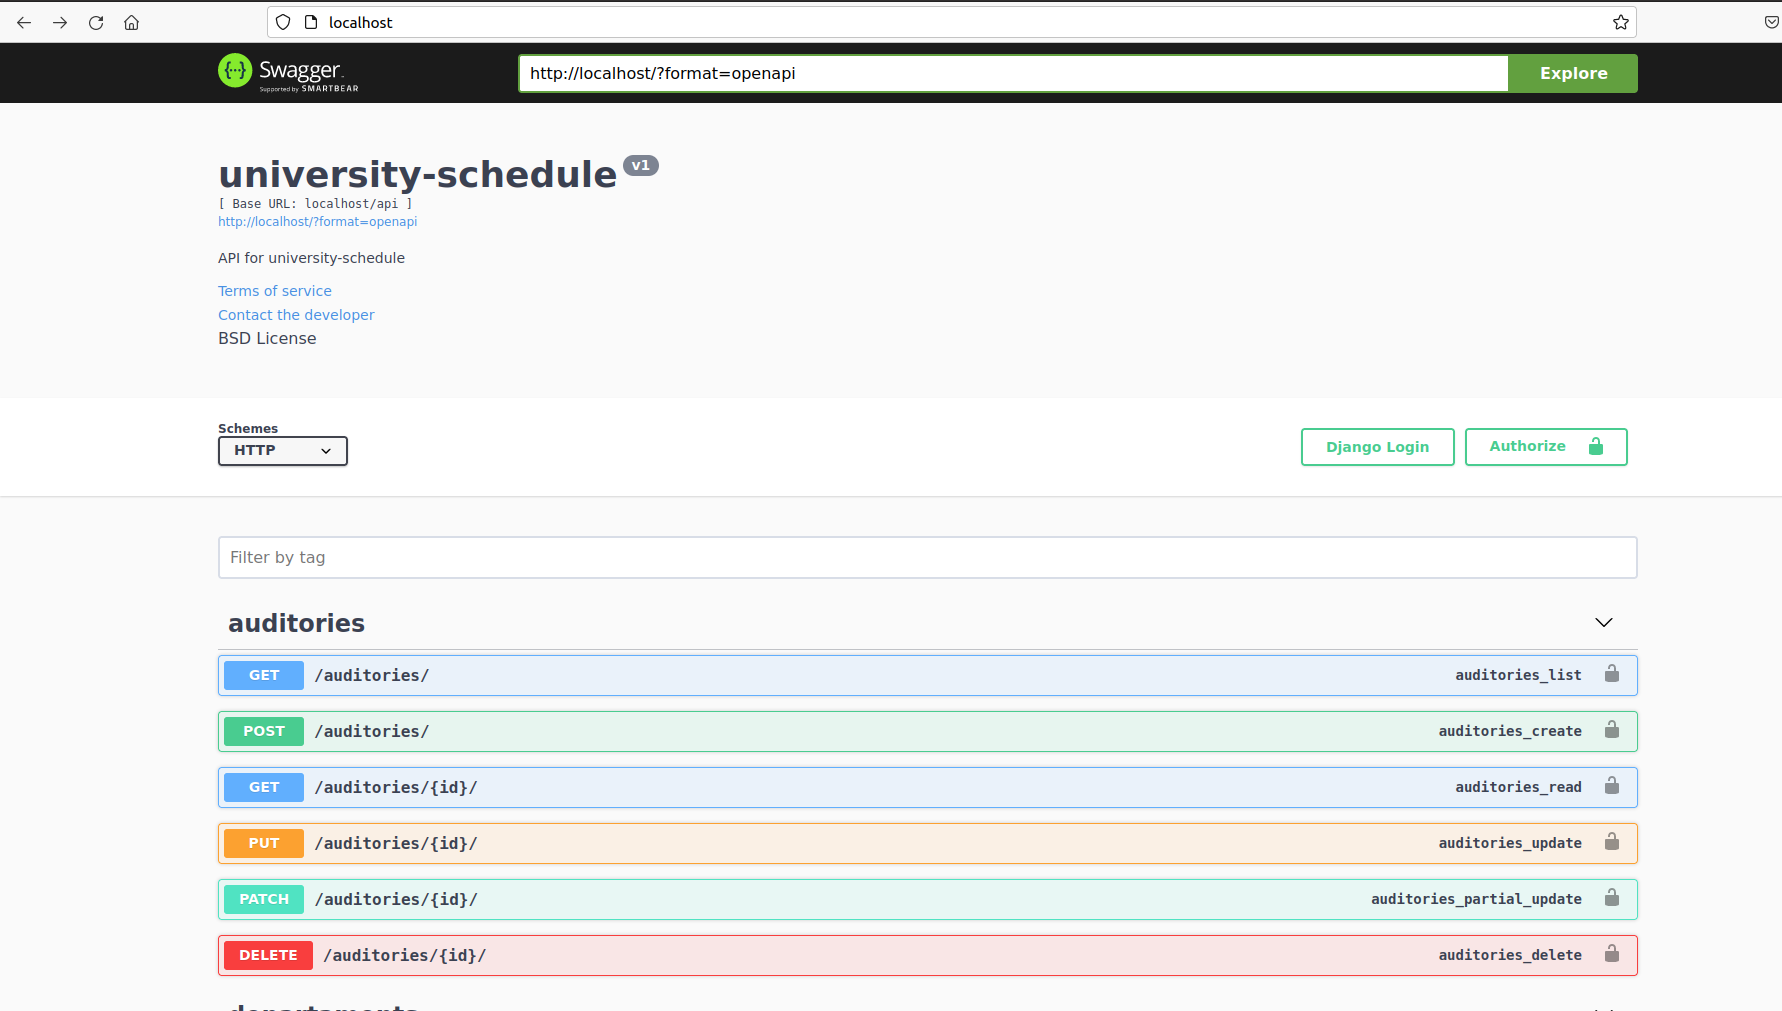 localhost
Swagger
Supported by SMARTBEAR
http://localhost/?format=openapi
Explore
university-schedule v1
[ Base URL: localhost/api ]
http://localhost/?format=openapi
API for university-schedule
Terms of service
Contact the developer
BSD License
Schemes
HTTP
Django Login
Authorize
Filter by tag
auditories
GET /auditories/ auditories_list
POST /auditories/ auditories_create
GET /auditories/{id}/ auditories_read
PUT /auditories/{id}/ auditories_update
PATCH /auditories/{id}/ auditories_partial_update
DELETE /auditories/{id}/ auditories_delete
departaments